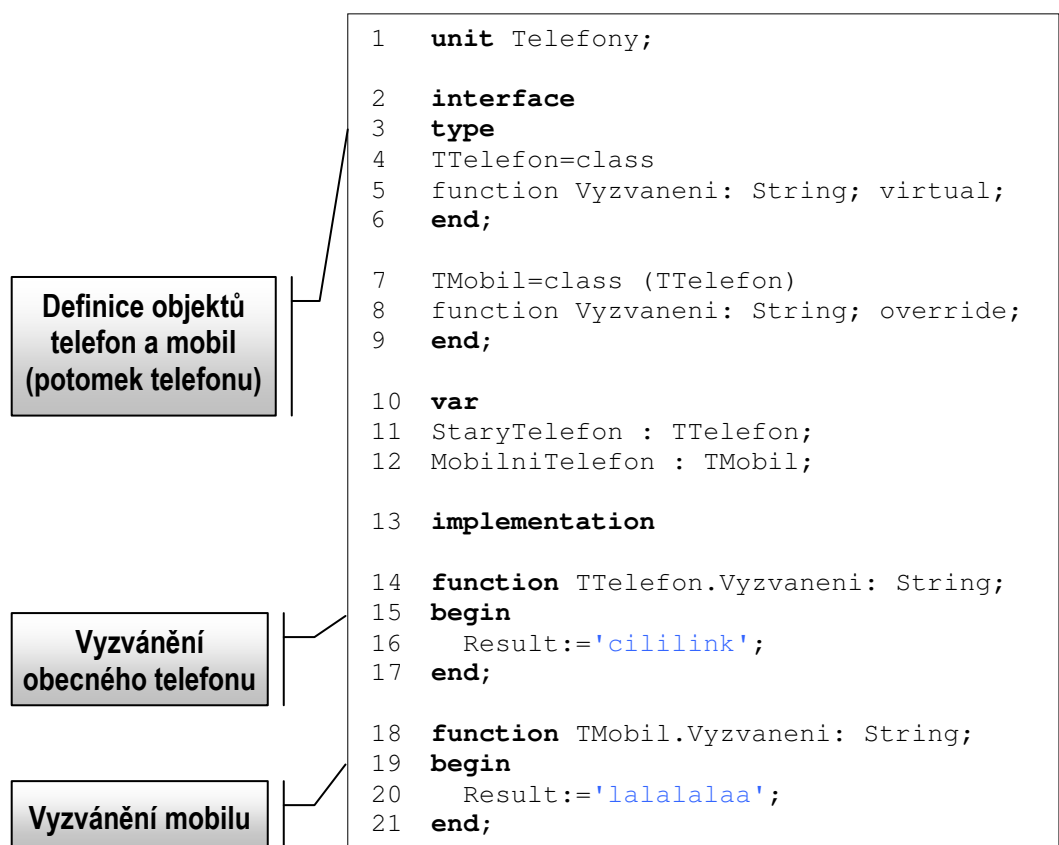 1 unit Telefony;
2 interface
3 type
4 TTelefon=class
5 function Vyzvaneni: String; virtual;
6 end;
Definice objektů
telefon a mobil
(potomek telefonu)
7 TMobil=class (TTelefon)
8 function Vyzvaneni: String; override;
9 end;
10 var
11 StaryTelefon : TTelefon;
12 MobilniTelefon : TMobil;
13 implementation
Vyzvánění
obecného telefonu
14 function TTelefon.Vyzvaneni: String;
15 begin
16 Result:='cililink';
17 end;
Vyzvánění mobilu
18 function TMobil.Vyzvaneni: String;
19 begin
20 Result:='lalalalaa';
21 end;